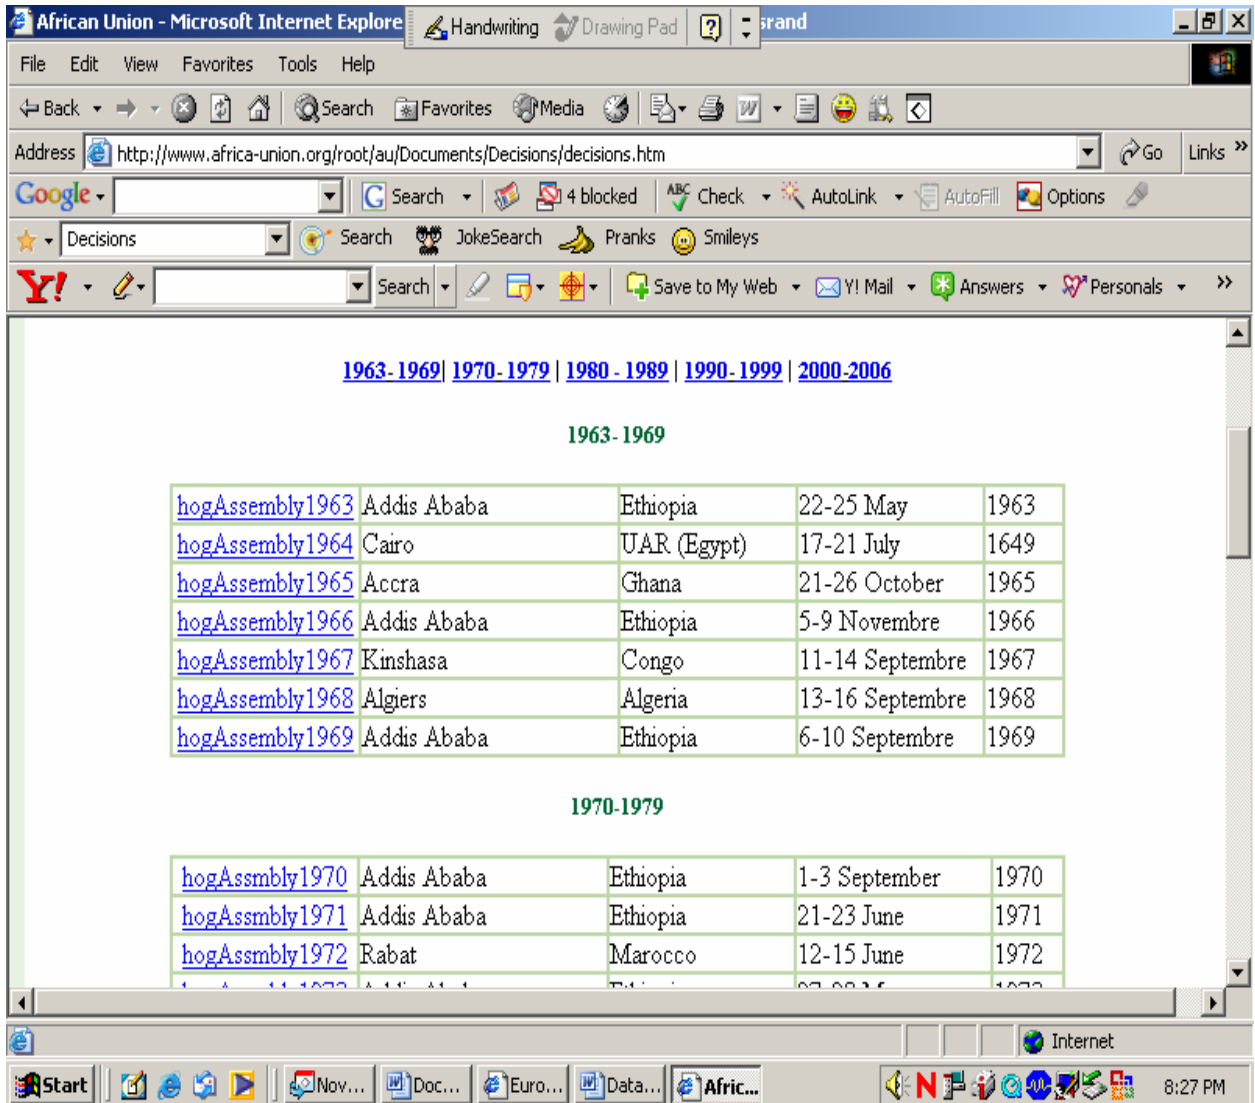 African Union - Microsoft Internet Explore
Handwriting Drawing Pad
srand
File Edit View Favorites Tools Help
Back Search Favorites Media
Address http://www.africa-union.org/root/au/Documents/Decisions/decisions.htm Go Links »
Google Search 4 blocked ABC Check AutoLink AutoFill Options
Decisions Search JokeSearch Pranks Smileys
Y! Search Save to My Web Y! Mail Answers Personals »
1963-1969| 1970-1979 | 1980 - 1989 | 1990-1999 | 2000-2006
1963-1969
hogAssembly1963 Addis Ababa Ethiopia 22-25 May 1963
hogAssembly1964 Cairo UAR (Egypt) 17-21 July 1649
hogAssembly1965 Accra Ghana 21-26 October 1965
hogAssembly1966 Addis Ababa Ethiopia 5-9 Novembre 1966
hogAssembly1967 Kinshasa Congo 11-14 Septembre 1967
hogAssembly1968 Algiers Algeria 13-16 Septembre 1968
hogAssembly1969 Addis Ababa Ethiopia 6-10 Septembre 1969
1970-1979
hogAssmbly1970 Addis Ababa Ethiopia 1-3 September 1970
hogAssmbly1971 Addis Ababa Ethiopia 21-23 June 1971
hogAssmbly1972 Rabat Marocco 12-15 June 1972
Internet
Start Nov... Doc... Euro... Data... Afric... 8:27 PM